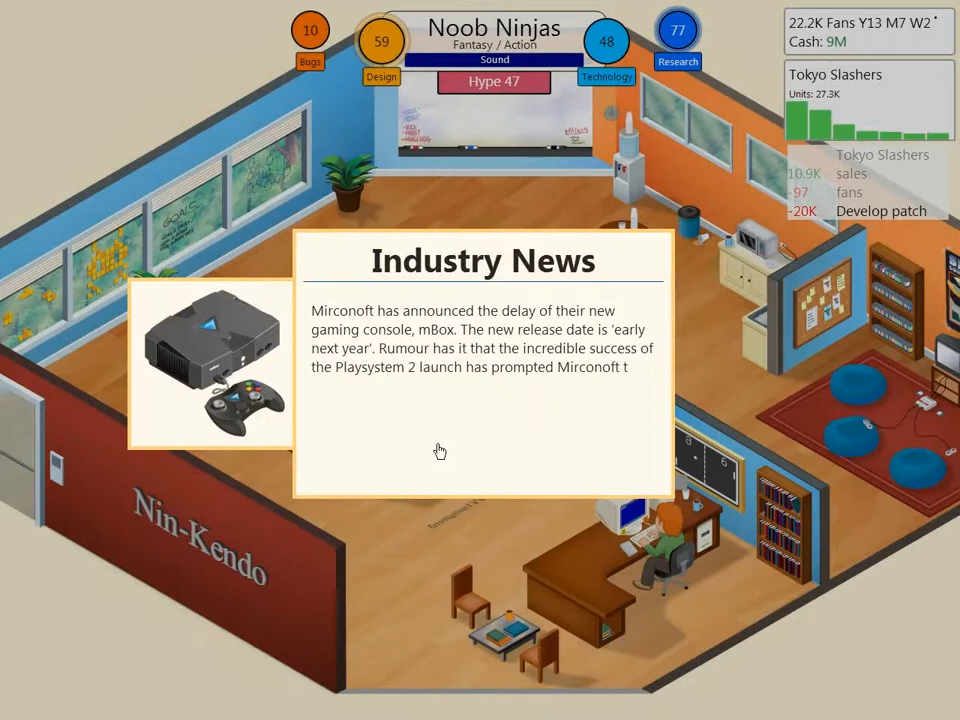 10
Bugs
59
Design
Noob Ninjas
Fantasy / Action
Sound
Hype 47
48
Technology
77
Research
22.2K Fans Y13 M7 W2
Cash: 9M
Tokyo Slashers
Units: 27.3K
Tokyo Slashers
10.9K sales
-97 fans
-20K Develop patch
4
GOALS
Industry News
Mirconoft has announced the delay of their new
gaming console, mBox. The new release date is 'early
next year'. Rumour has it that the incredible success of
the Playsystem 2 launch has prompted Mirconoft t
Nin-Kendo